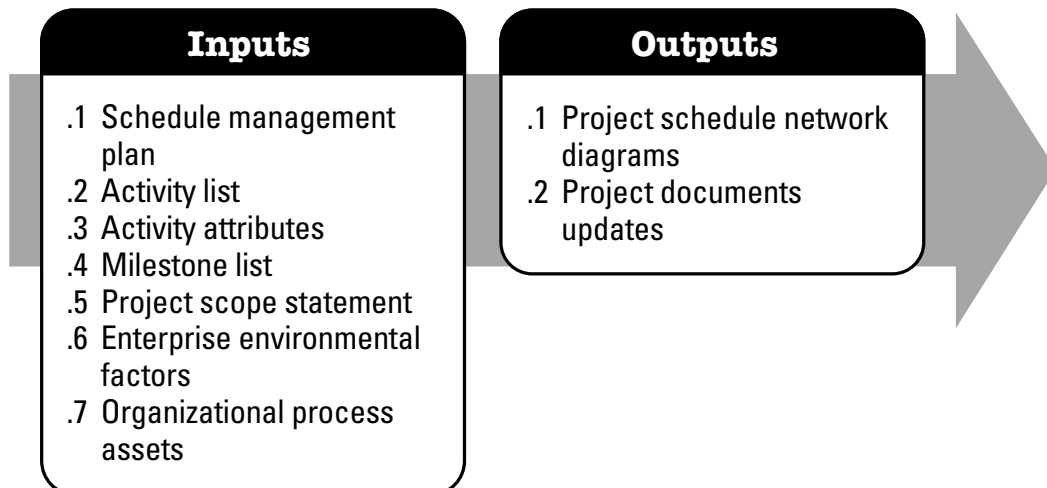 Inputs
.1 Schedule management
plan
.2 Activity list
.3 Activity attributes
.4 Milestone list
.5 Project scope statement
.6 Enterprise environmental
factors
.7 Organizational process
assets
Outputs
.1 Project schedule network
diagrams
.2 Project documents
updates